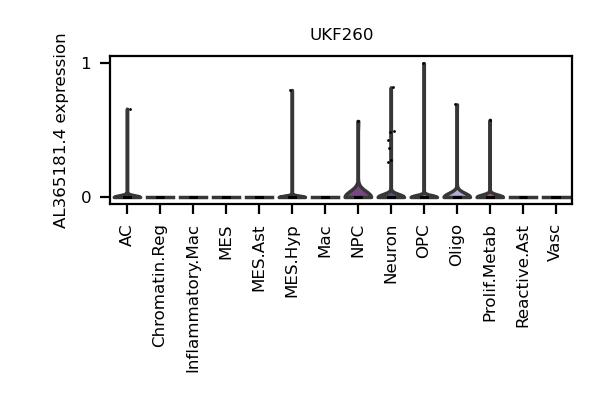 UKF260
AL365181.4 expression
1
0
AC
Chromatin.Reg
Inflammatory.Mac
MES
MES.Ast
MES.Hyp
Mac
NPC
Neuron
OPC
Oligo
Prolif.Metab
Reactive.Ast
Vasc